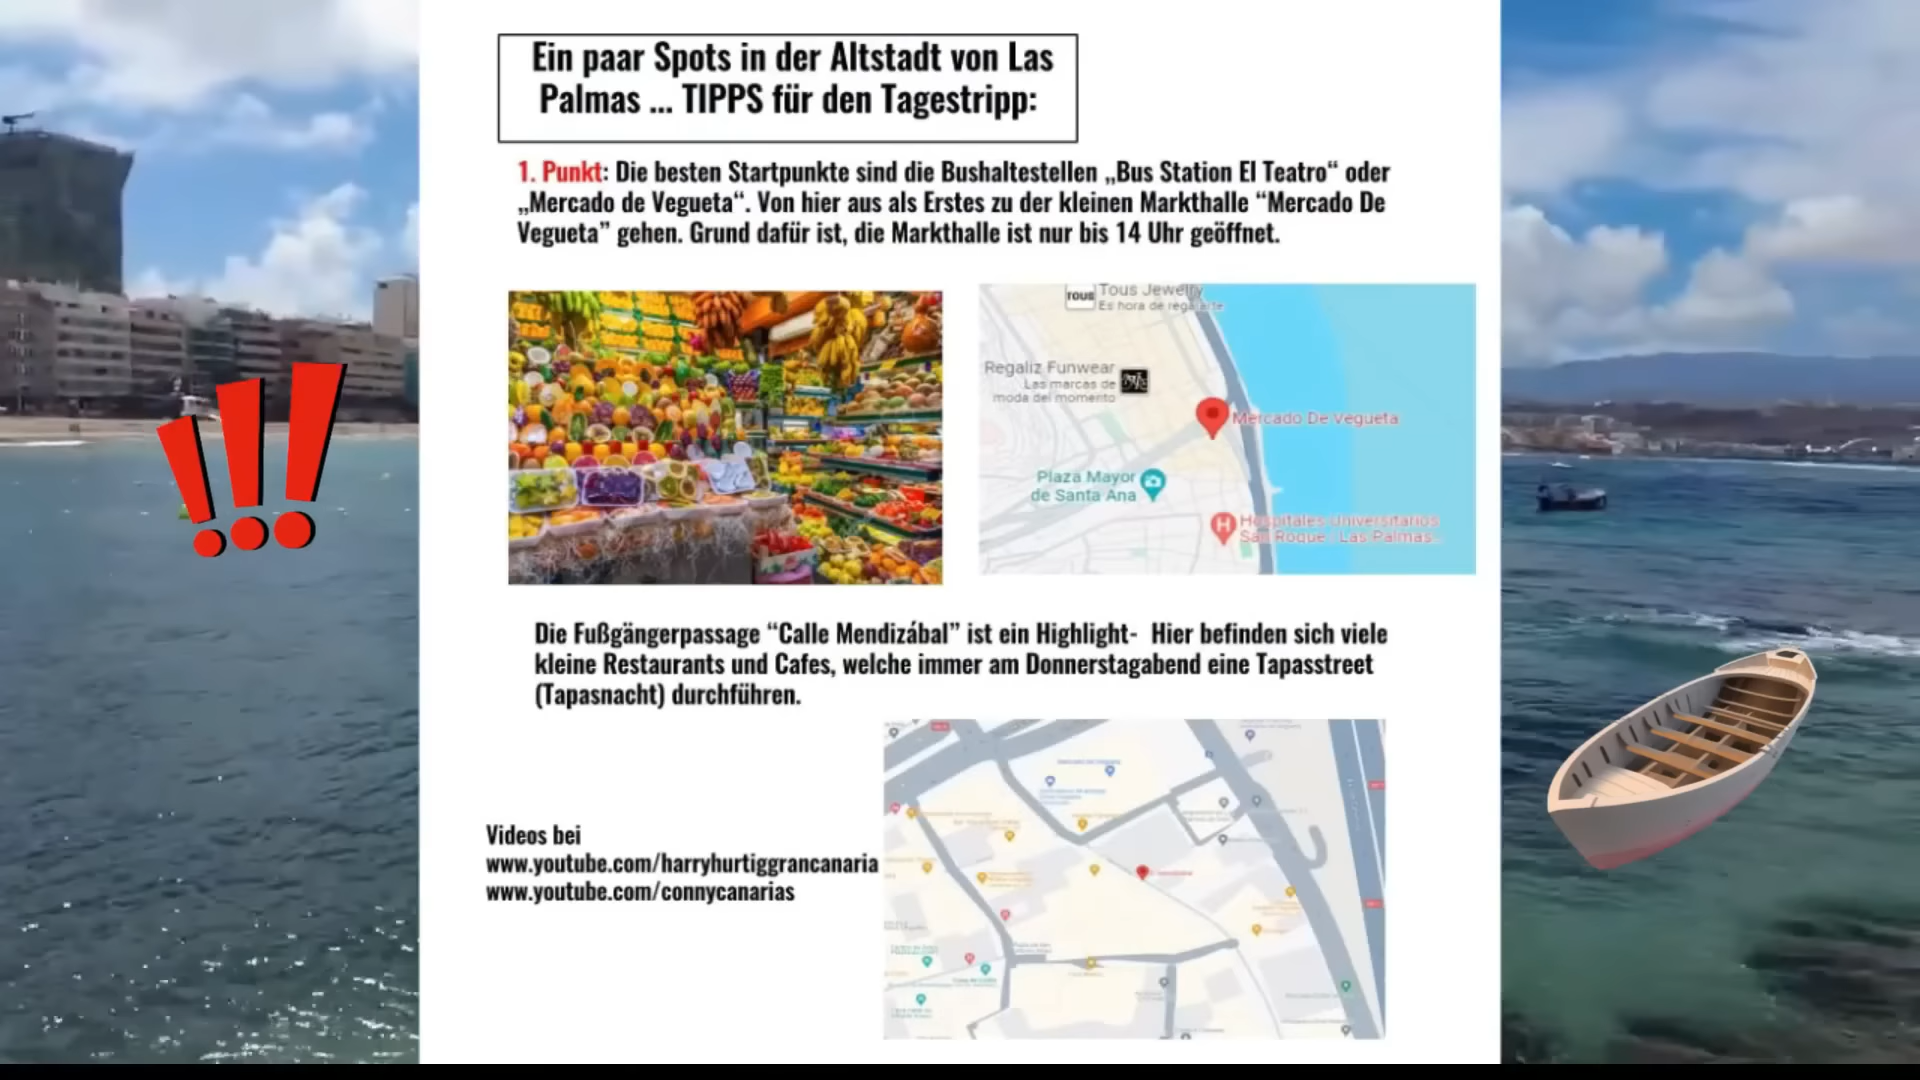 Ein paar Spots in der Altstadt von Las
Palmas ... TIPPS für den Tagestripp:
1. Punkt: Die besten Startpunkte sind die Bushaltestellen „Bus Station El Teatro“ oder
„Mercado de Vegueta“. Von hier aus als Erstes zu der kleinen Markthalle “Mercado De
Vegueta” gehen. Grund dafür ist, die Markthalle ist nur bis 14 Uhr geöffnet.
TOUS
Tous Jewelry
Es hora de regalarte
Regaliz Funwear
Las marcas de
moda del momento
Mercado De Vegueta
Plaza Mayor
de Santa Ana
Hospitales Universitarios
San Roque - Las Palmas...
Die Fußgängerpassage “Calle Mendizábal” ist ein Highlight- Hier befinden sich viele
kleine Restaurants und Cafes, welche immer am Donnerstagabend eine Tapasstreet
(Tapasnacht) durchführen.
Videos bei
www.youtube.com/harryhurtiggrancanaria
www.youtube.com/connycanarias